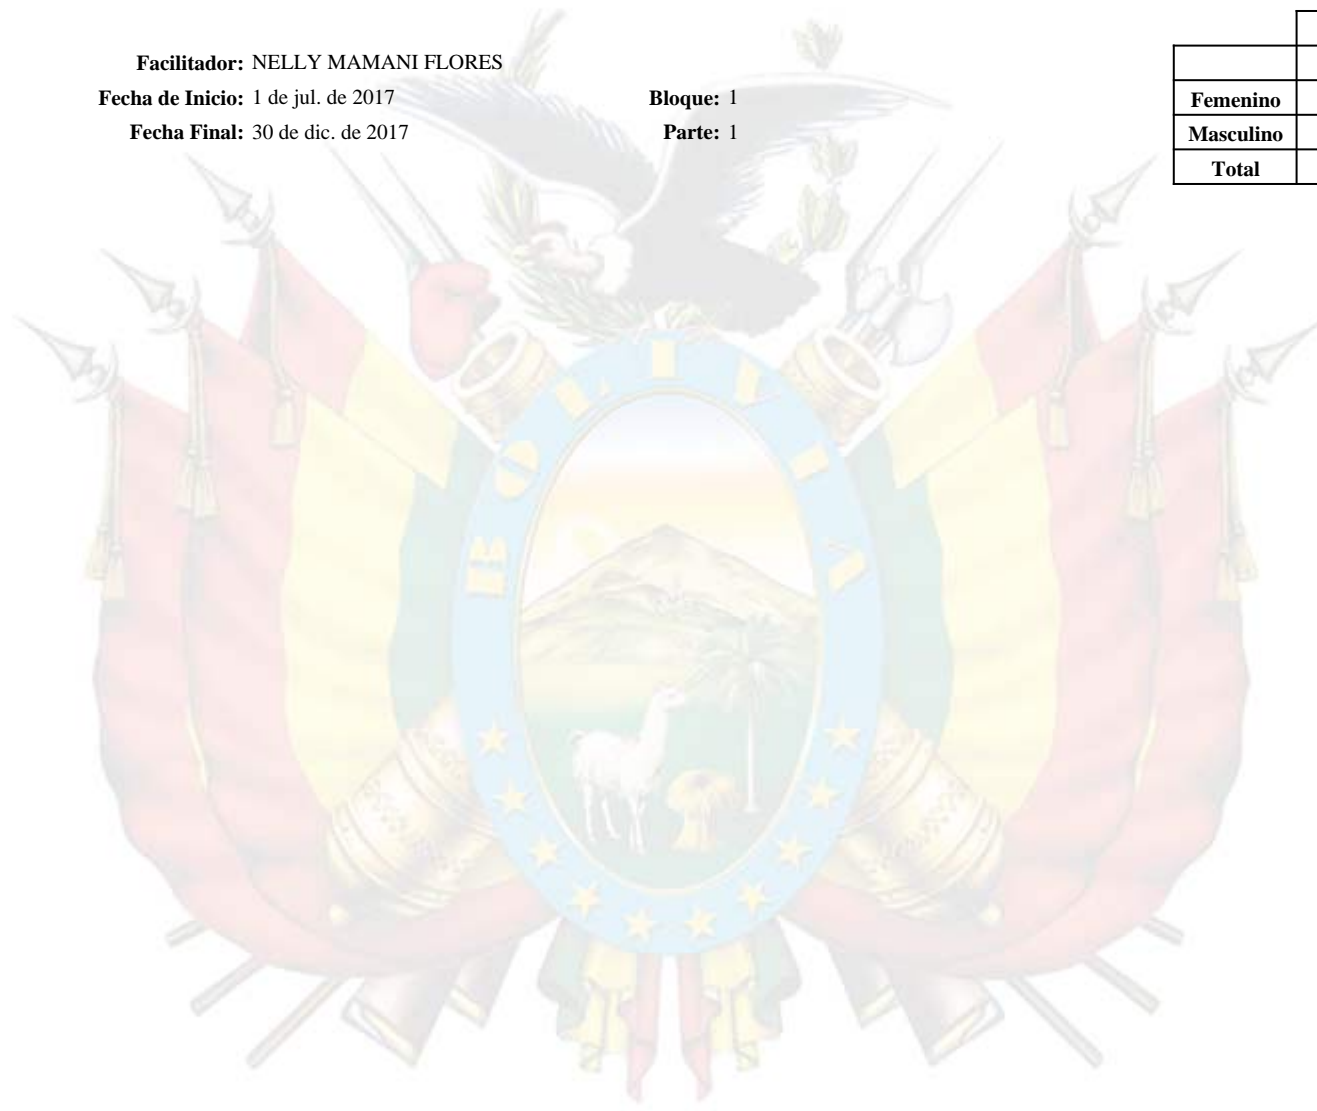 Facilitador: NELLY MAMANI FLORES
Fecha de Inicio: 1 de jul. de 2017 Bloque: 1
Fecha Final: 30 de dic. de 2017 Parte: 1
Femenino
Masculino
Total
BOLIVIA